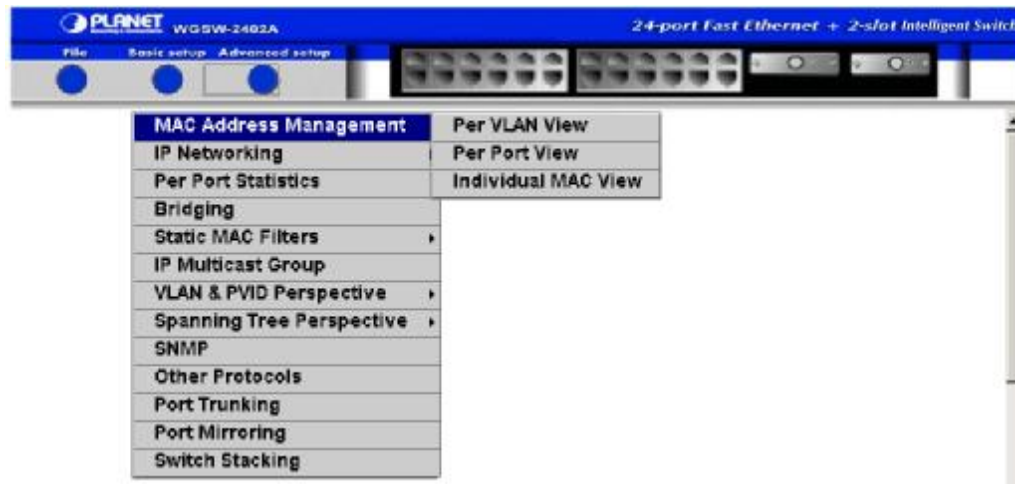 PLANET WGSW-2402A
24-port Fast Ethernet + 2-slot Intelligent Switch
File Basic setup Advanced setup
MAC Address Management
Per VLAN View
IP Networking
Per Port View
Per Port Statistics
Individual MAC View
Bridging
Static MAC Filters
IP Multicast Group
VLAN & PVID Perspective
Spanning Tree Perspective
SNMP
Other Protocols
Port Trunking
Port Mirroring
Switch Stacking